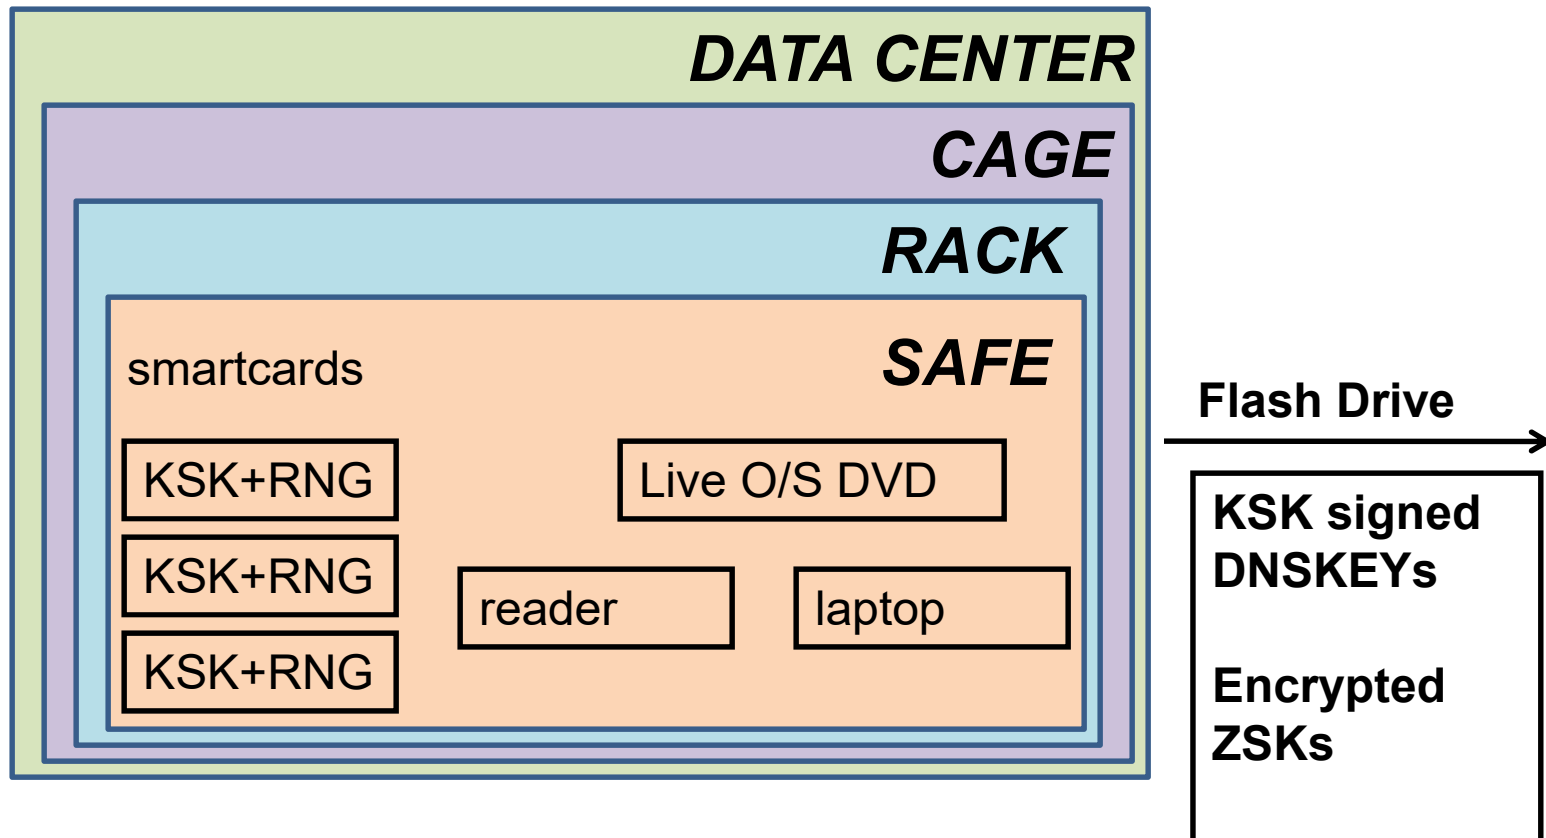 DATA CENTER
CAGE
RACK
SAFE
smartcards
KSK+RNG
KSK+RNG
KSK+RNG
Live O/S DVD
reader
laptop
Flash Drive
KSK signed
DNSKEYs
Encrypted
ZSKs